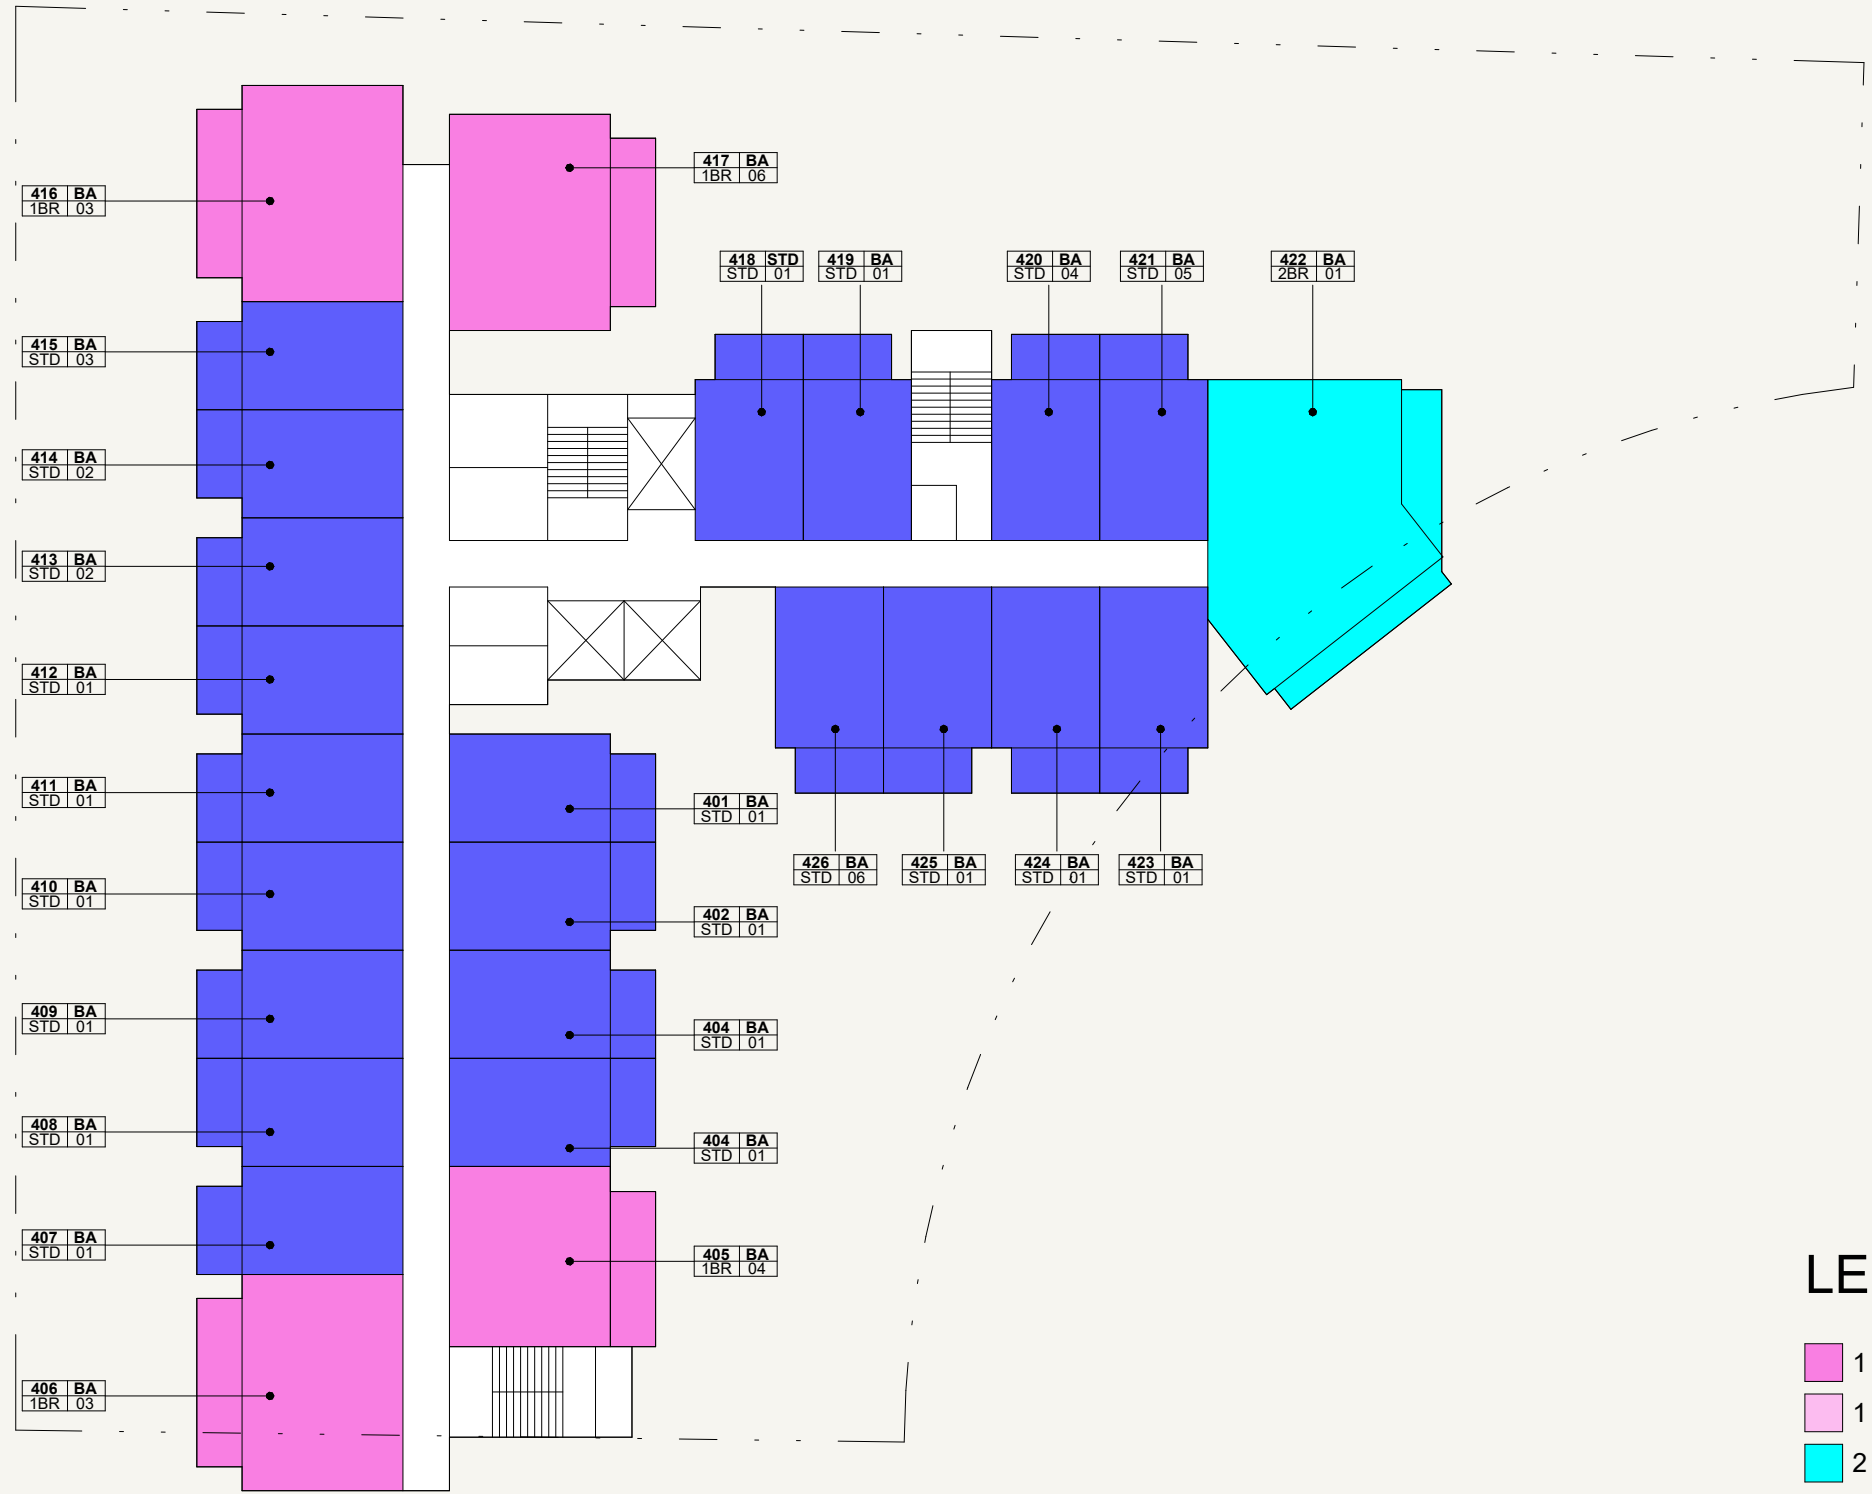 417 BA
1BR 06
416 BA
1BR 03
418 STD
STD 01
419 BA
STD 01
420 BA
STD 04
421 BA
STD 05
422 BA
2BR 01
415 BA
STD 03
414 BA
STD 02
413 BA
STD 02
412 BA
STD 01
411 BA
STD 01
401 BA
STD 01
426 BA
STD 06
425 BA
STD 01
424 BA
STD 01
423 BA
STD 01
410 BA
STD 01
402 BA
STD 01
409 BA
STD 01
404 BA
STD 01
408 BA
STD 01
404 BA
STD 01
407 BA
STD 01
405 BA
1BR 04
406 BA
1BR 03
LE
1
1
2